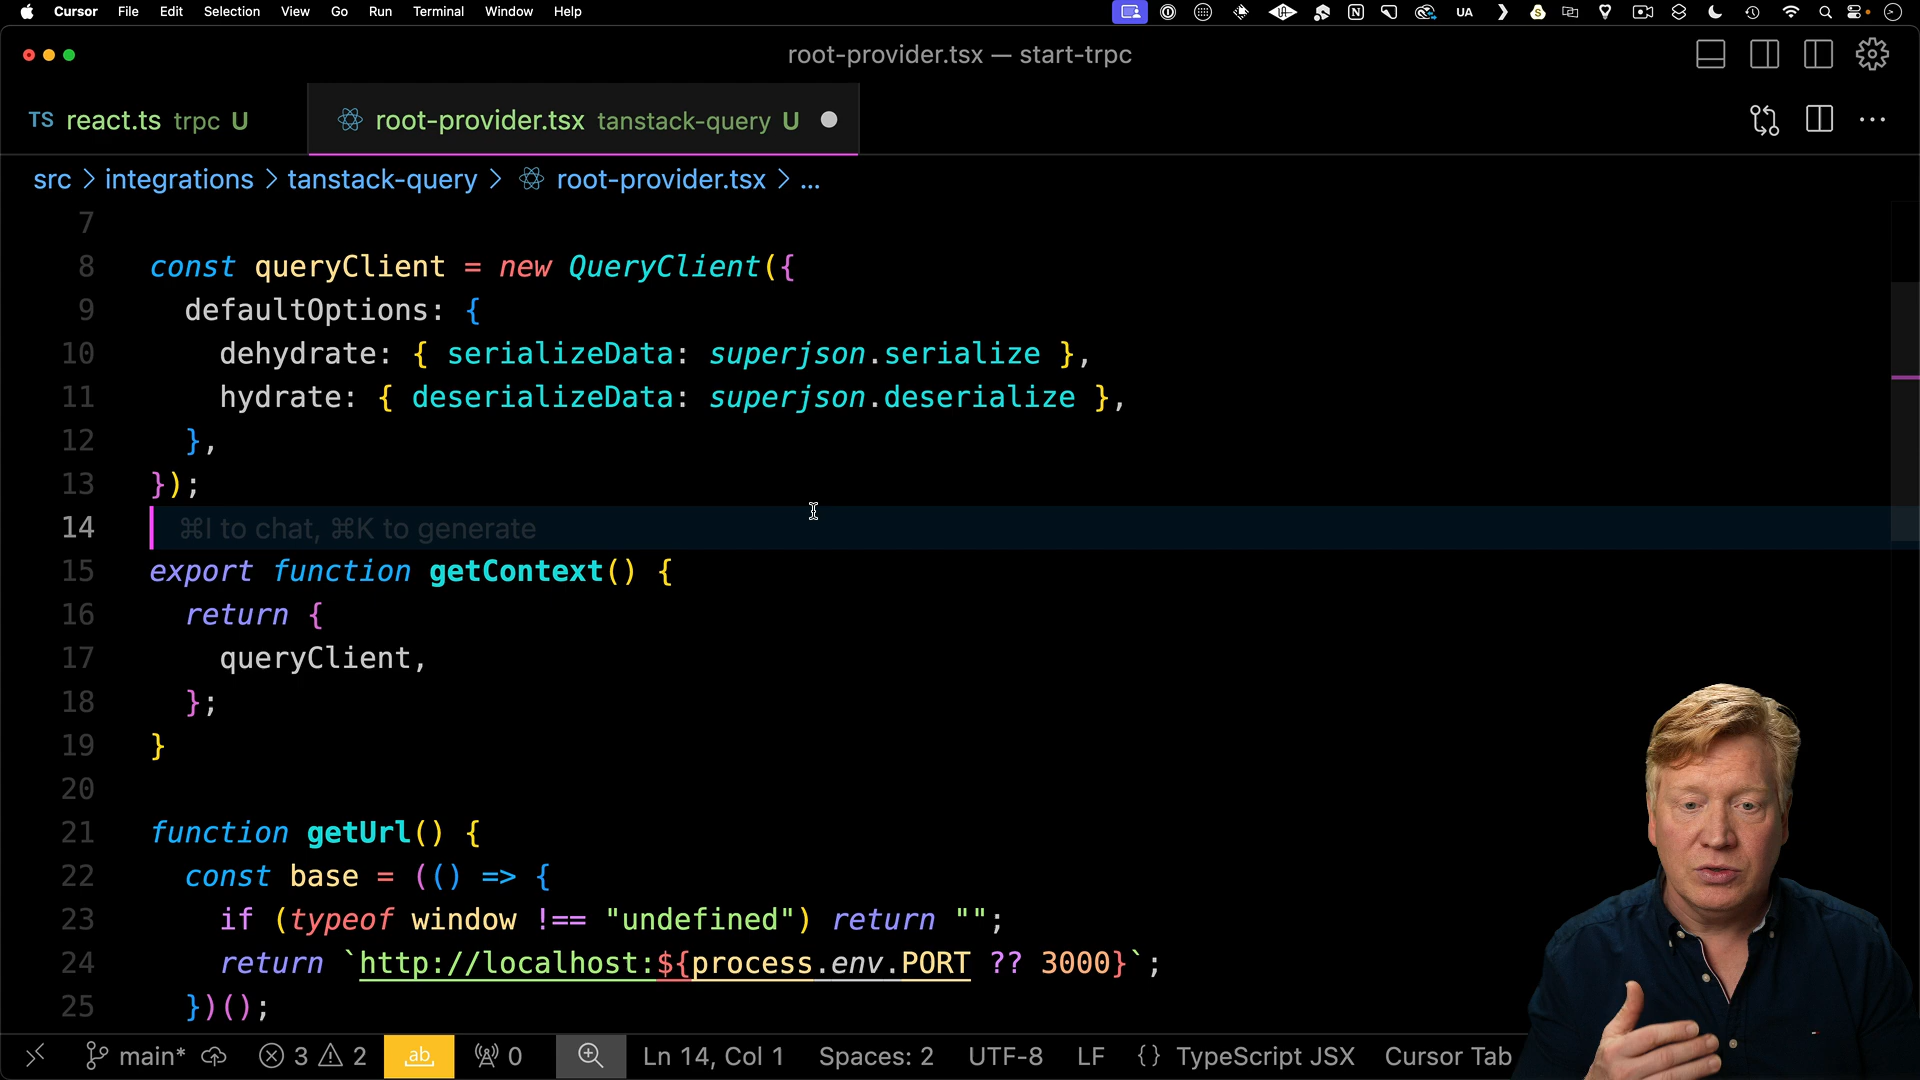 Cursor File Edit Selection View Go Run Terminal Window Help UA
root-provider.tsx — start-trpc
TS react.ts trpc U root-provider.tsx tanstack-query U
src > integrations > tanstack-query > root-provider.tsx > ...
7
8 const queryClient = new QueryClient({
9 defaultOptions: {
10 dehydrate: { serializeData: superjson.serialize },
11 hydrate: { deserializeData: superjson.deserialize },
12 },
13 });
14 ⌘I to chat, ⌘K to generate
15 export function getContext() {
16 return {
17 queryClient,
18 };
19 }
20
21 function getUrl() {
22 const base = (() => {
23 if (typeof window !== "undefined") return "";
24 return `http://localhost:${process.env.PORT ?? 3000}`;
25 })();
main* 3 2 ab 0 Ln 14, Col 1 Spaces: 2 UTF-8 LF {} TypeScript JSX Cursor Tab